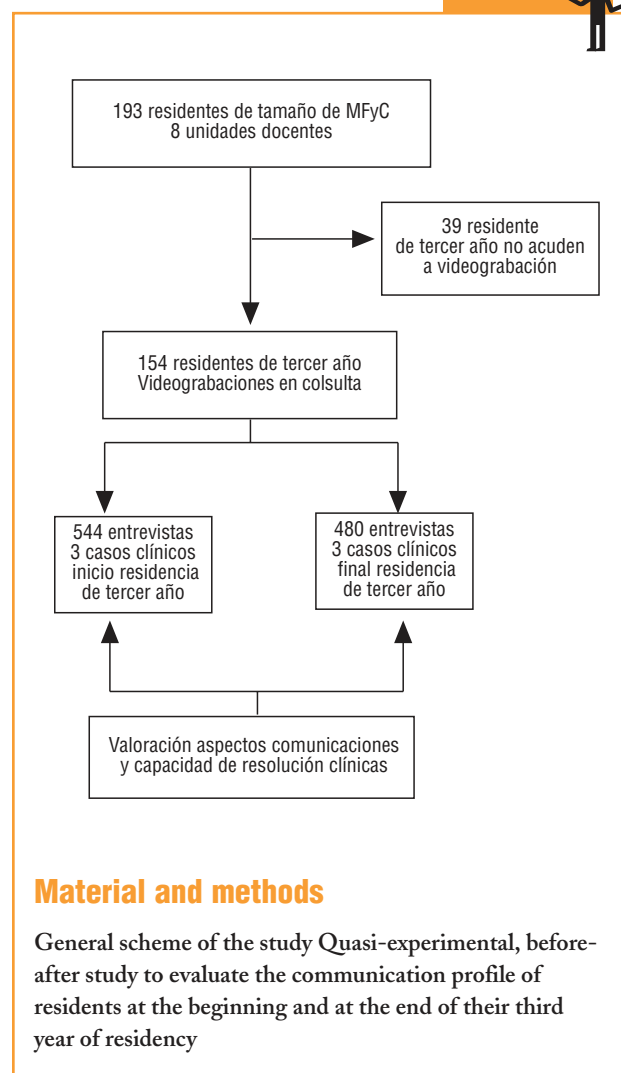 193 residentes de tamaño de MFyC
8 unidades docentes
39 residente
de tercer año no acuden
a videograbación
154 residentes de tercer año
Videograbaciones en colsulta
544 entrevistas
3 casos clínicos
inicio residencia
de tercer año
480 entrevistas
3 casos clínicos
final residencia
de tercer año
Valoración aspectos comunicaciones
y capacidad de resolución clínicas
Material and methods
General scheme of the study Quasi-experimental, before-
after study to evaluate the communication profile of
residents at the beginning and at the end of their third
year of residency